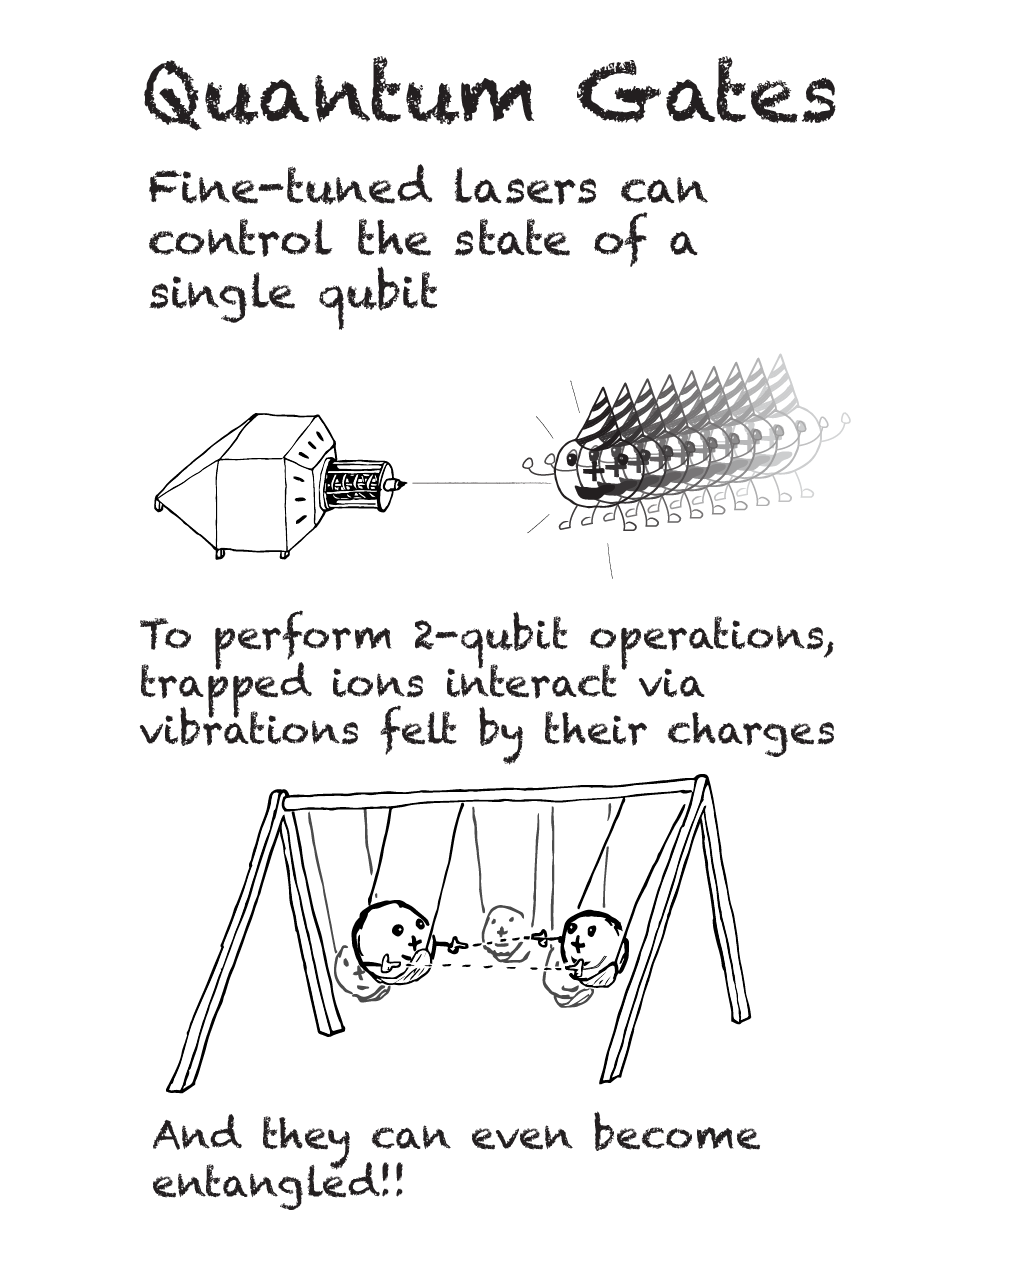 Quantum Gates
Fine-tuned lasers can
control the state of a
single qubit
To perform 2-qubit operations,
trapped ions interact via
vibrations felt by their charges
And they can even become
entangled!!